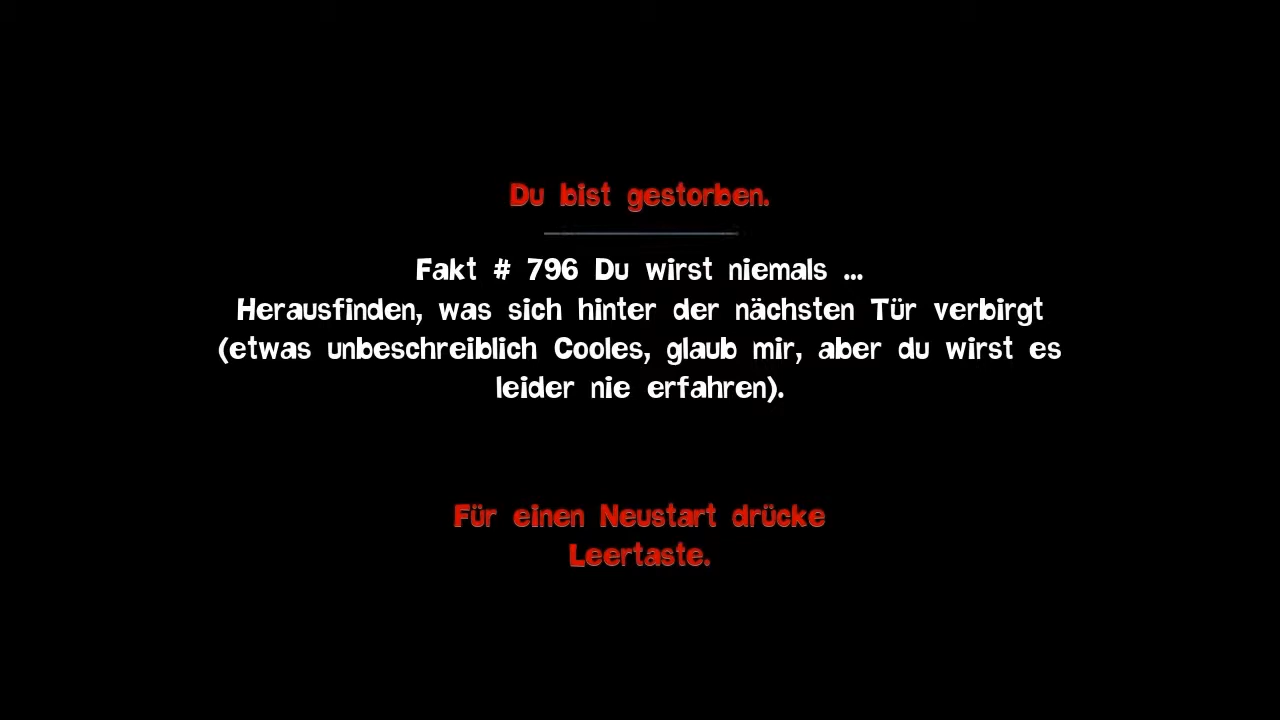 Du bist gestorben.
Fakt # 796 Du wirst niemals ...
Herausfinden, was sich hinter der nächsten Tür verbirgt
(etwas unbeschreiblich Cooles, glaub mir, aber du wirst es
leider nie erfahren).
Für einen Neustart drücke
Leertaste.